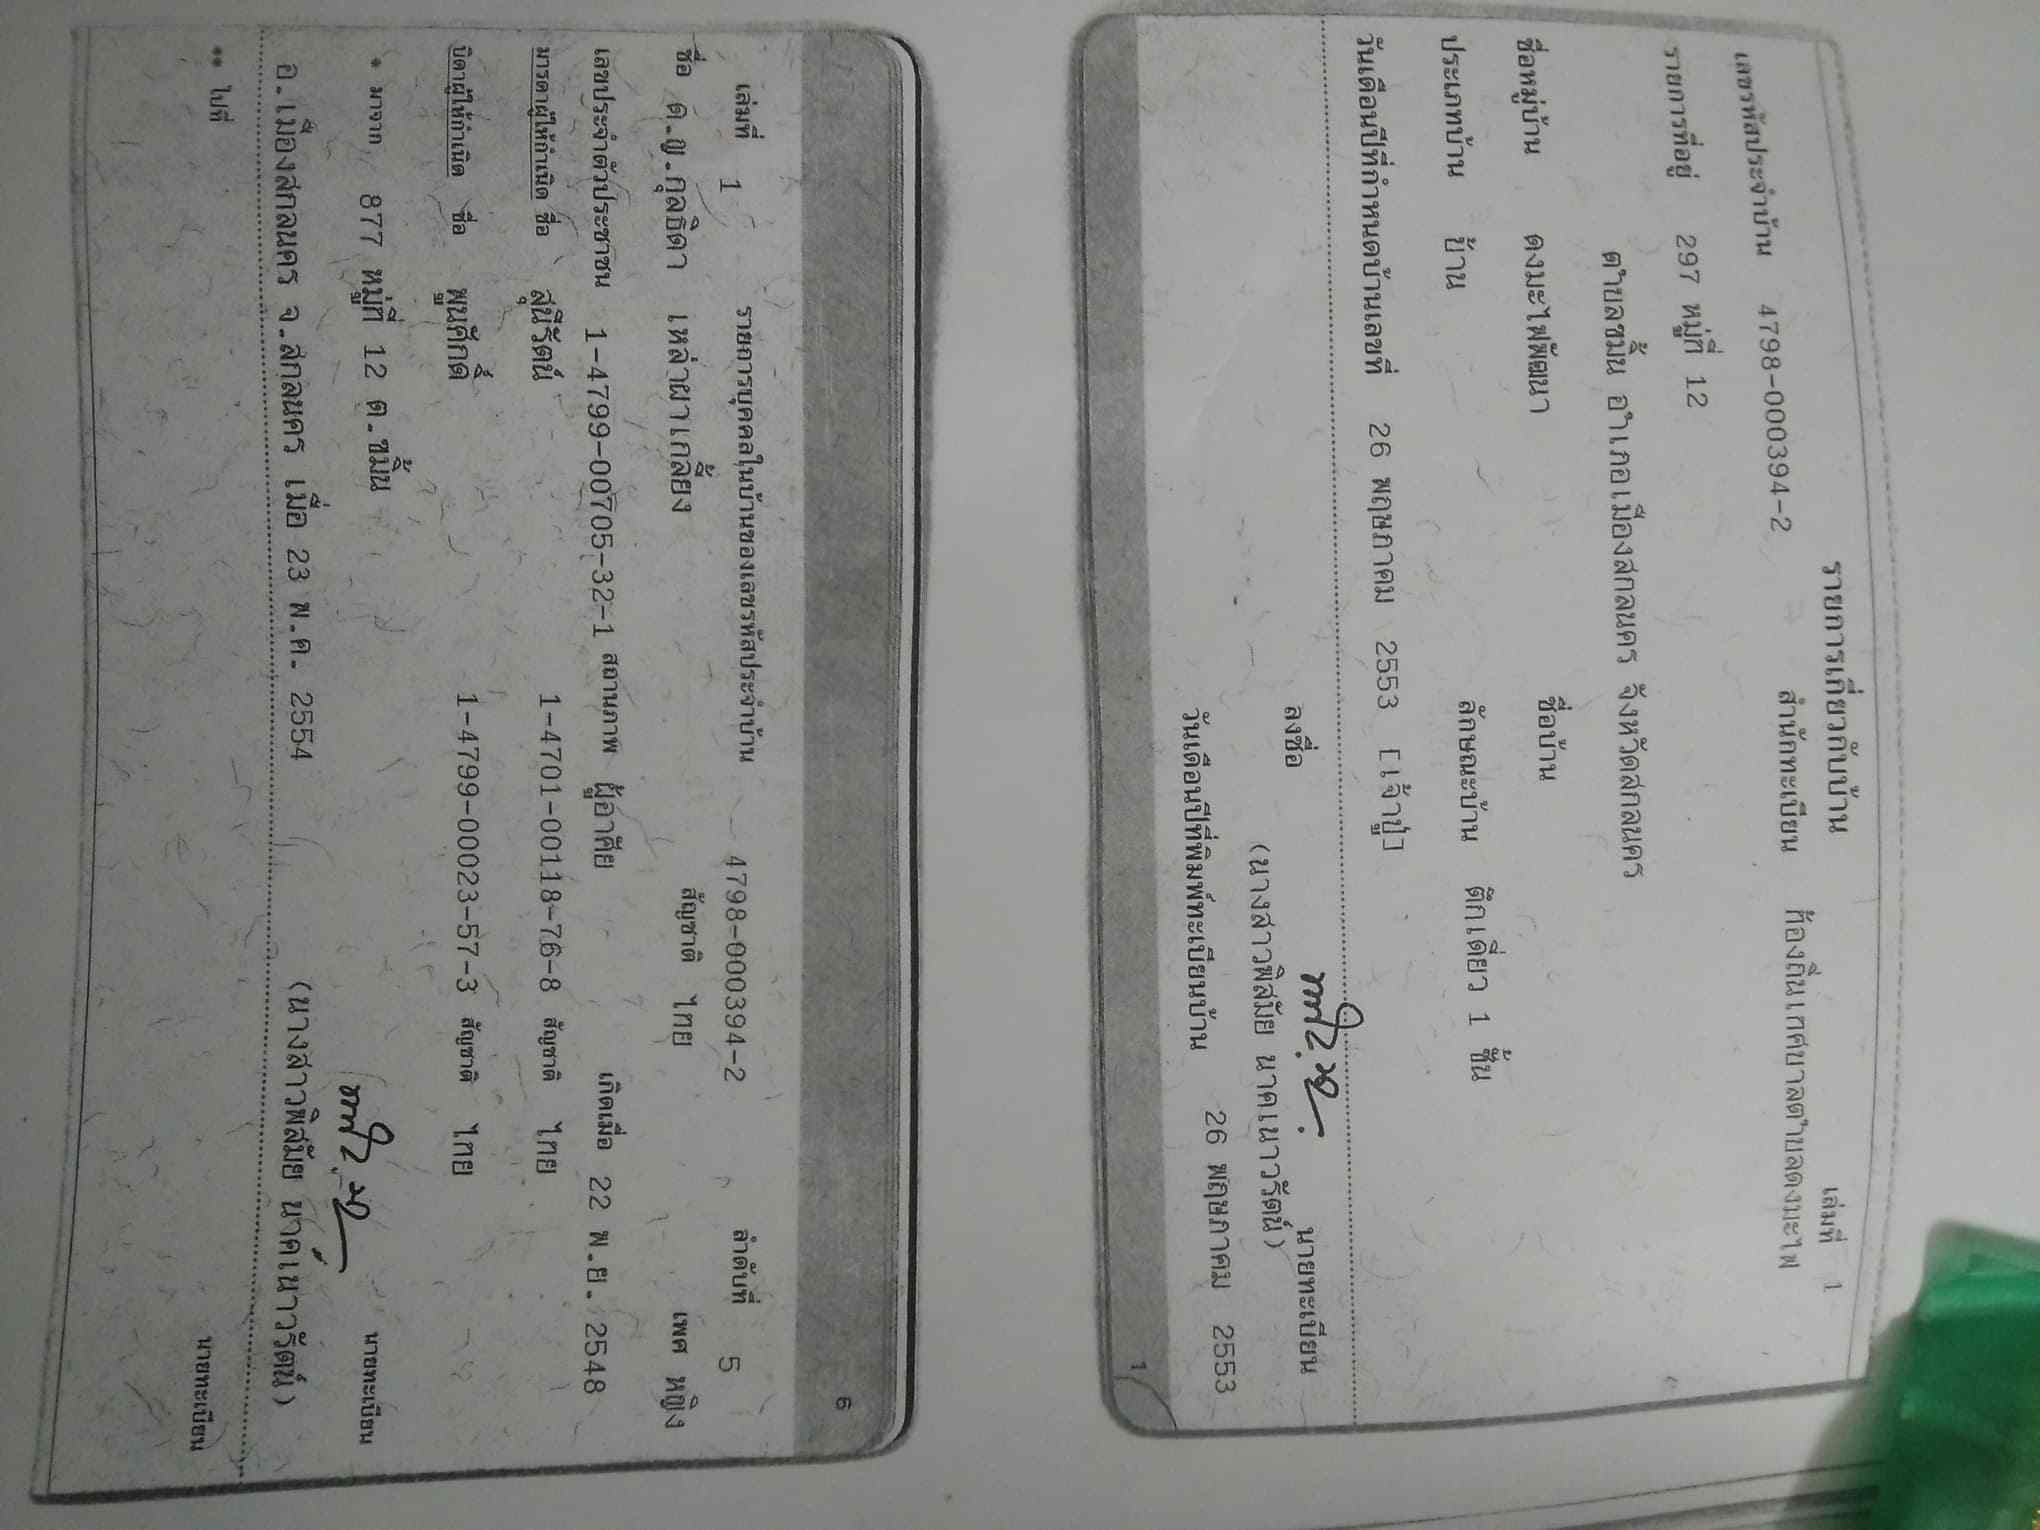 รายการเกี่ยวกับบ้าน เล่มที่ 1
เลขรหัสประจำบ้าน 4798-000394-2 สำนักทะเบียน ท้องถิ่นเทศบาลตำบลดงมะไฟ
รายการที่อยู่ 297 หมู่ที่ 12
ตำบลขมิ้น อำเภอเมืองสกลนคร จังหวัดสกลนคร
ชื่อหมู่บ้าน ดงมะไฟพัฒนา ชื่อบ้าน
ประเภทบ้าน บ้าน ลักษณะบ้าน ตึกเดี่ยว 1 ชั้น
วันเดือนปีที่กำหนดบ้านเลขที่ 26 พฤษภาคม 2553 [เจ้าปู่]
ลงชื่อ นายทะเบียน
(นางสาวพิสมัย นาคเนาวรัตน์)
วันเดือนปีที่พิมพ์ทะเบียนบ้าน 26 พฤษภาคม 2553
1
6
เล่มที่ 1 รายการบุคคลในบ้านของเลขรหัสประจำบ้าน 4798-000394-2 ลำดับที่ 5
ชื่อ ด.ญ.กุลธิดา เหล่าผาเกลี้ยง สัญชาติ ไทย เพศ หญิง
เลขประจำตัวประชาชน 1-4799-00705-32-1 สถานภาพ ผู้อาศัย เกิดเมื่อ 22 พ.ย. 2548
มารดาผู้ให้กำเนิด ชื่อ สุนีรัตน์ 1-4701-00118-76-8 สัญชาติ ไทย
บิดาผู้ให้กำเนิด ชื่อ พูนศักดิ์ 1-4799-00023-57-3 สัญชาติ ไทย
* มาจาก 877 หมู่ที่ 12 ต.ขมิ้น นายทะเบียน
อ.เมืองสกลนคร จ.สกลนคร เมื่อ 23 พ.ค. 2554 (นางสาวพิสมัย นาคเนาวรัตน์)
** ไปที่ นายทะเบียน